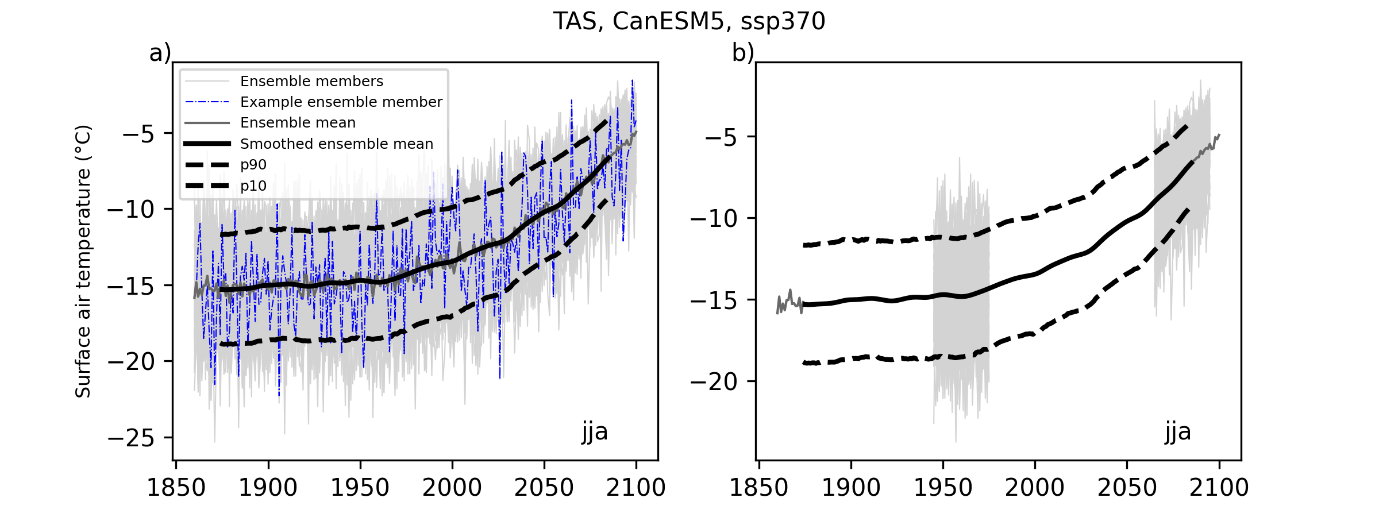 TAS, CanESM5, ssp370
a)
Ensemble members
Example ensemble member
Ensemble mean
Smoothed ensemble mean
p90
p10
Surface air temperature (°C)
−5
−10
−15
−20
−25
jja
1850 1900 1950 2000 2050 2100
b)
−5
−10
−15
−20
jja
1850 1900 1950 2000 2050 2100